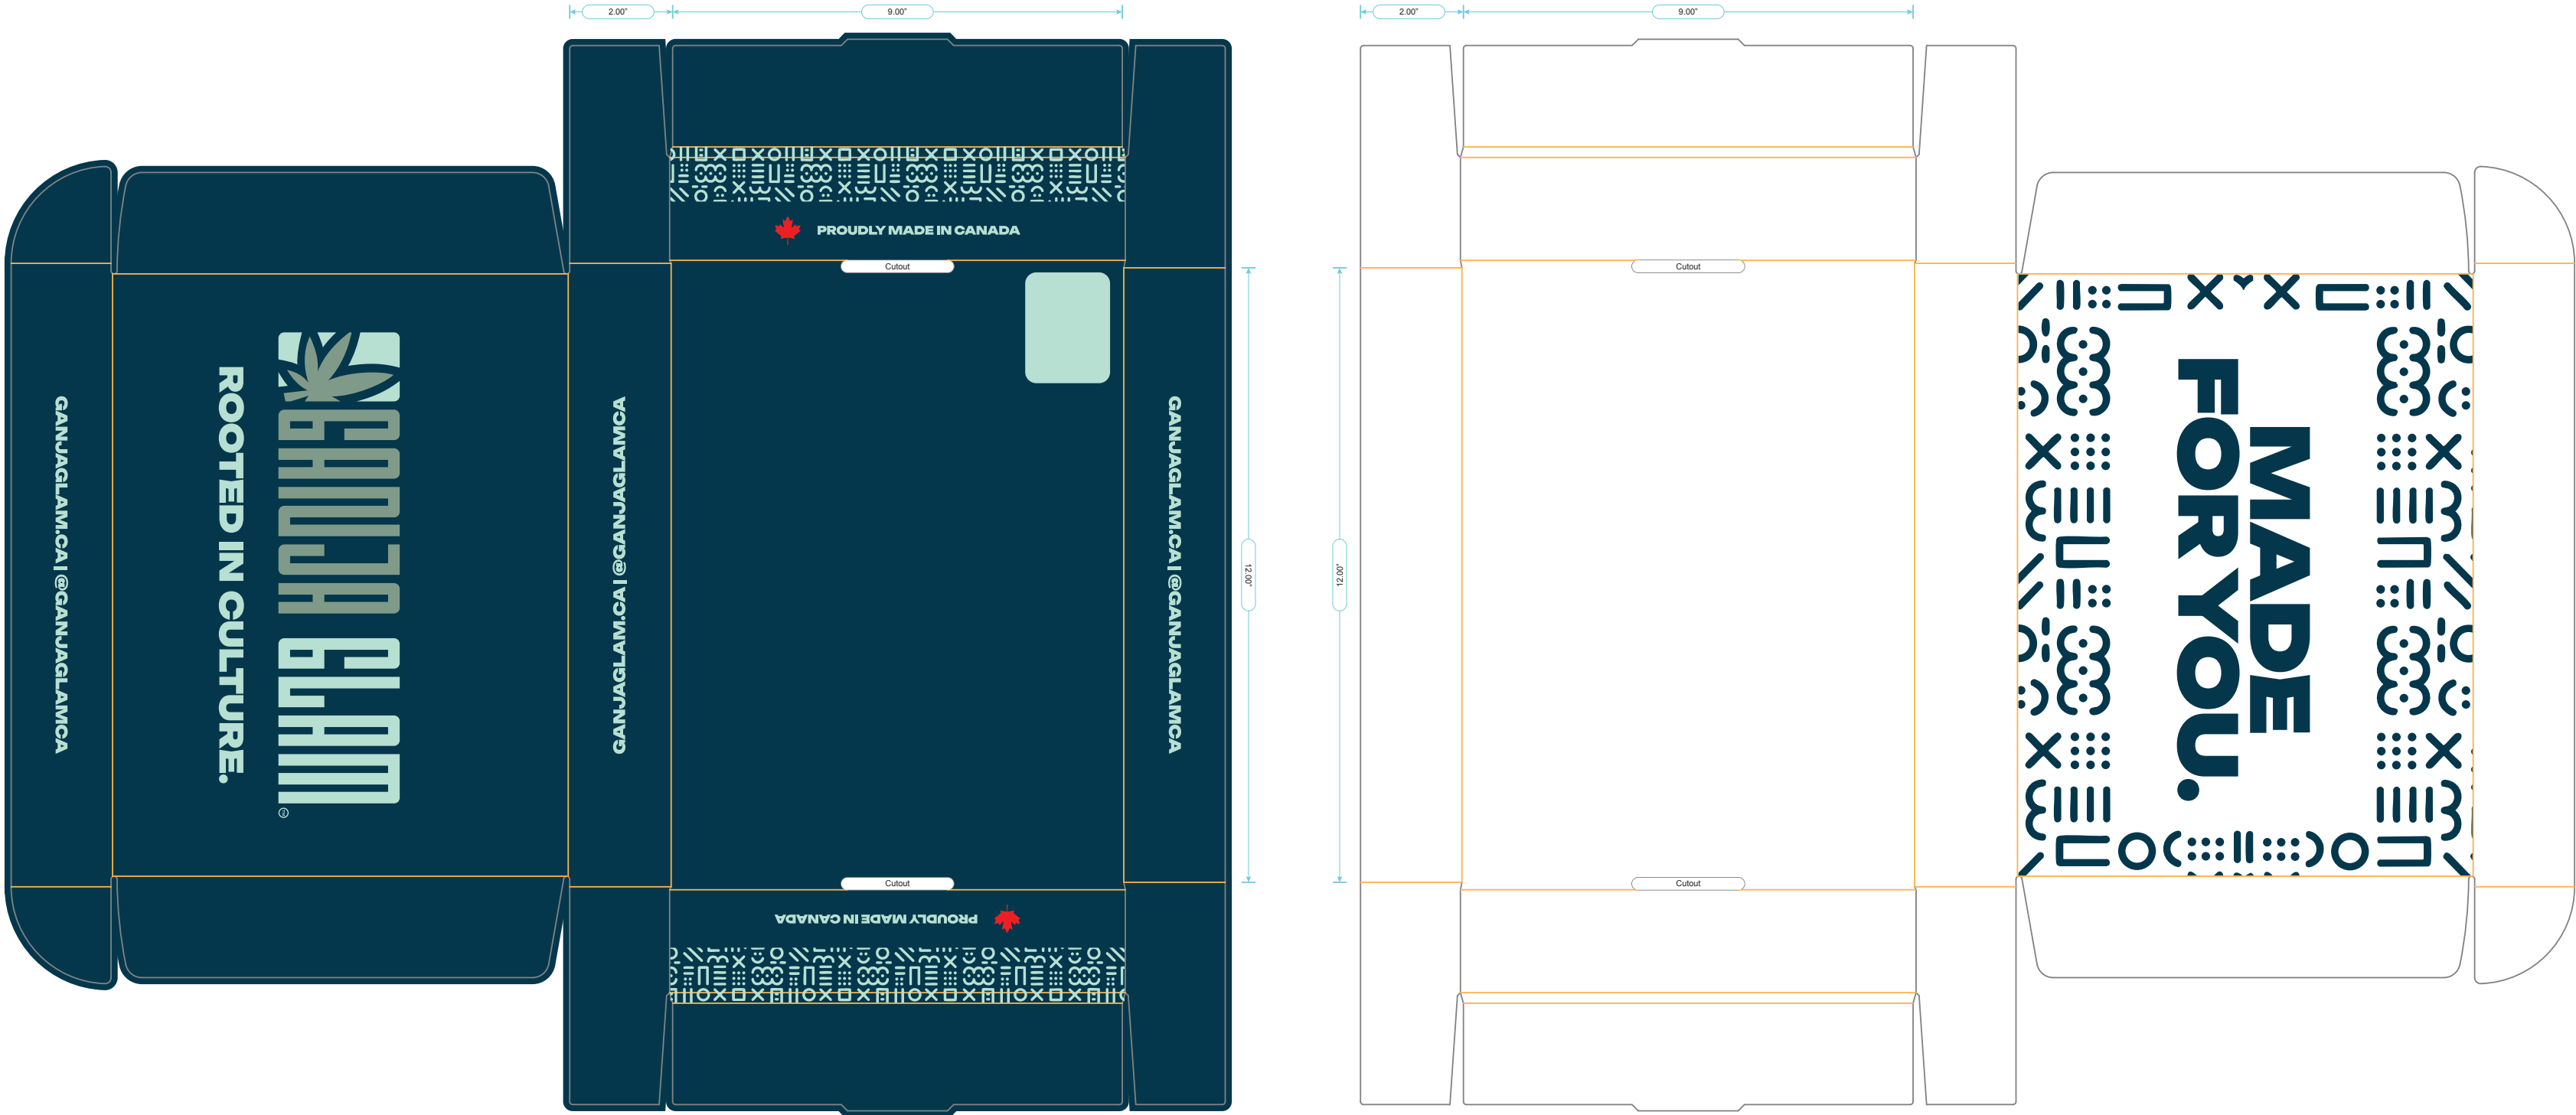 2.00"
9.00"
2.00"
9.00"
PROUDLY MADE IN CANADA
Cutout
Cutout
GANJAGLAM.CA | @GANJAGLAMCA
ROOTED IN CULTURE.
GANJA GLAM
GANJAGLAM.CA | @GANJAGLAMCA
GANJAGLAM.CA | @GANJAGLAMCA
12.00"
12.00"
MADE
FOR YOU.
Cutout
Cutout
PROUDLY MADE IN CANADA